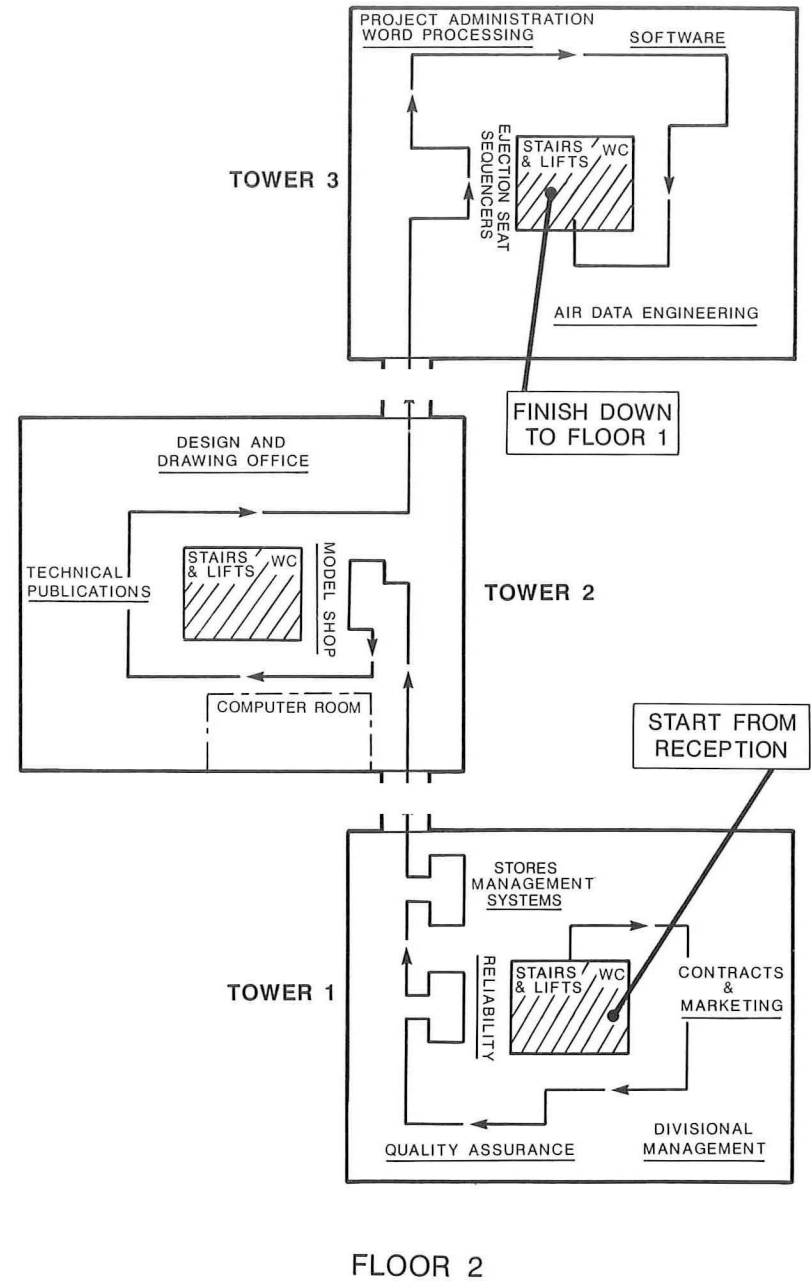 PROJECT ADMINISTRATION
WORD PROCESSING
SOFTWARE
EJECTION SEAT
SEQUENCERS
STAIRS
& LIFTS
WC
TOWER 3
AIR DATA ENGINEERING
FINISH DOWN
TO FLOOR 1
DESIGN AND
DRAWING OFFICE
STAIRS
& LIFTS
WC
MODEL SHOP
TECHNICAL
PUBLICATIONS
TOWER 2
COMPUTER ROOM
START FROM
RECEPTION
STORES
MANAGEMENT
SYSTEMS
RELIABILITY
STAIRS
& LIFTS
WC
CONTRACTS
&
MARKETING
TOWER 1
QUALITY ASSURANCE
DIVISIONAL
MANAGEMENT
FLOOR 2